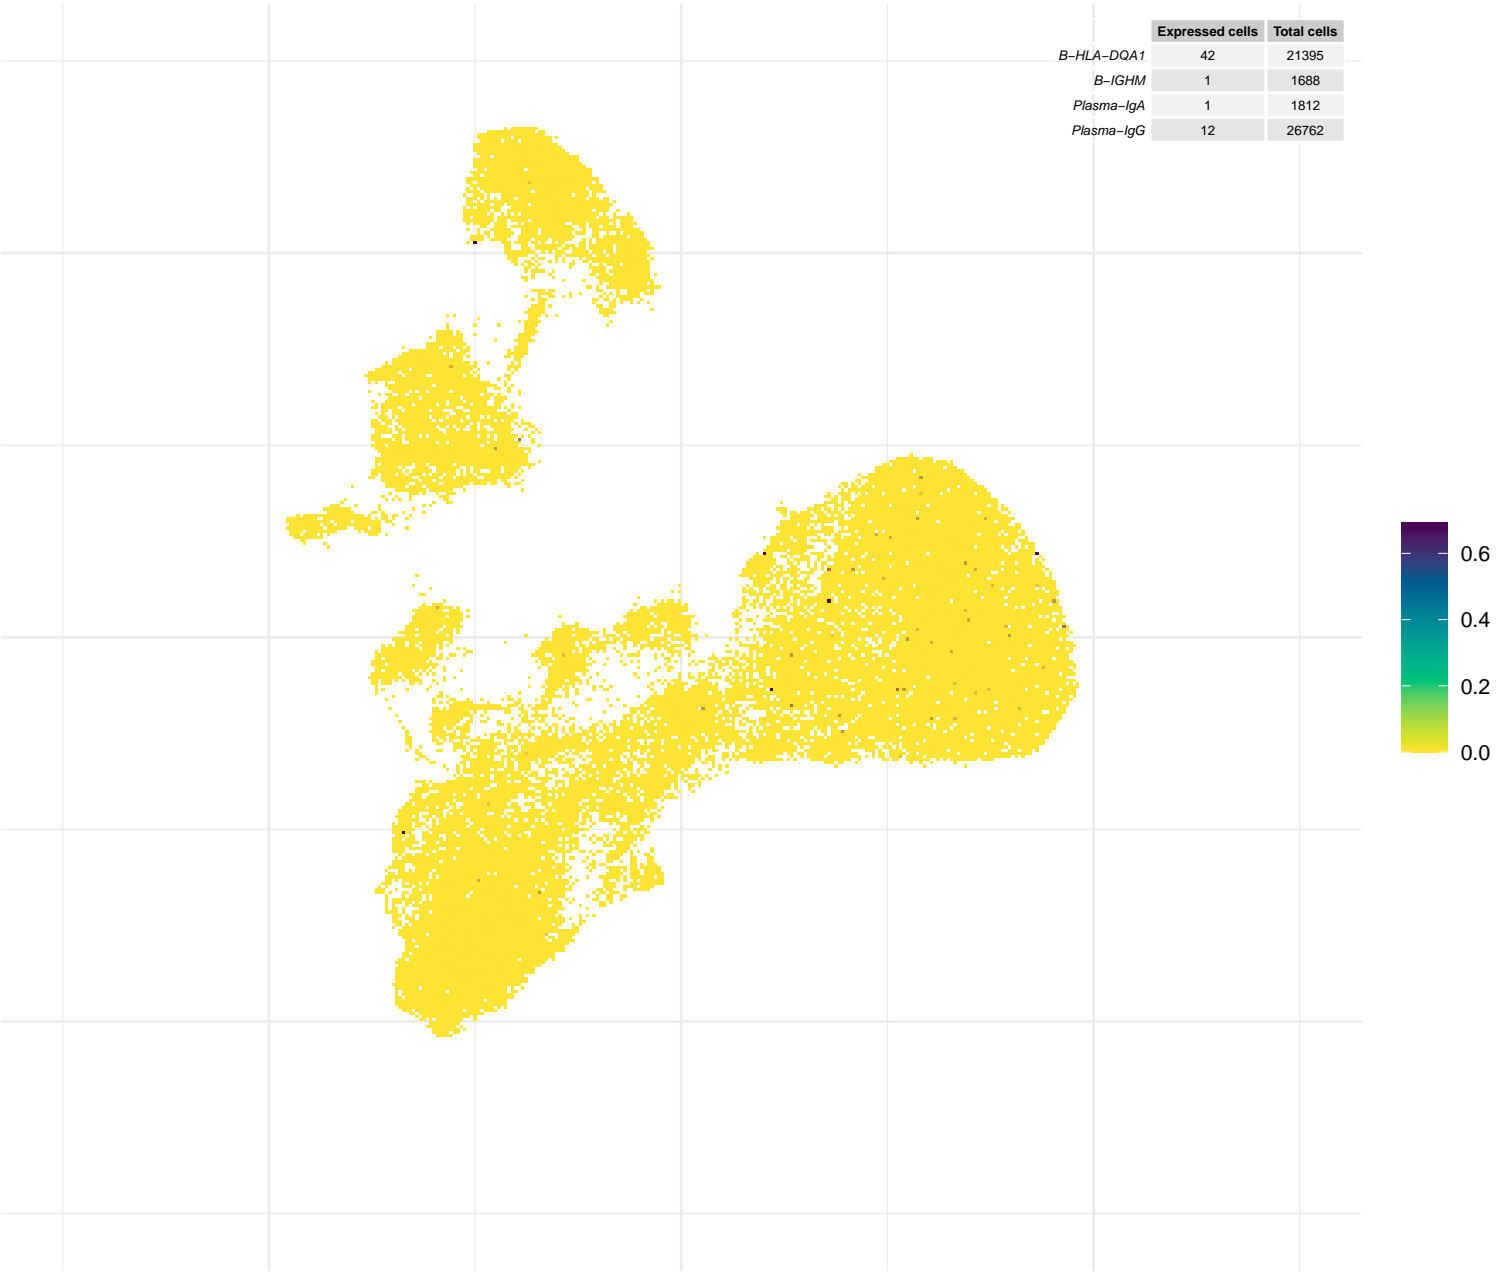 Expressed cells Total cells
B−HLA−DQA1 42 21395
B−IGHM 1 1688
Plasma−IgA 1 1812
Plasma−IgG 12 26762
0.6
0.4
0.2
0.0